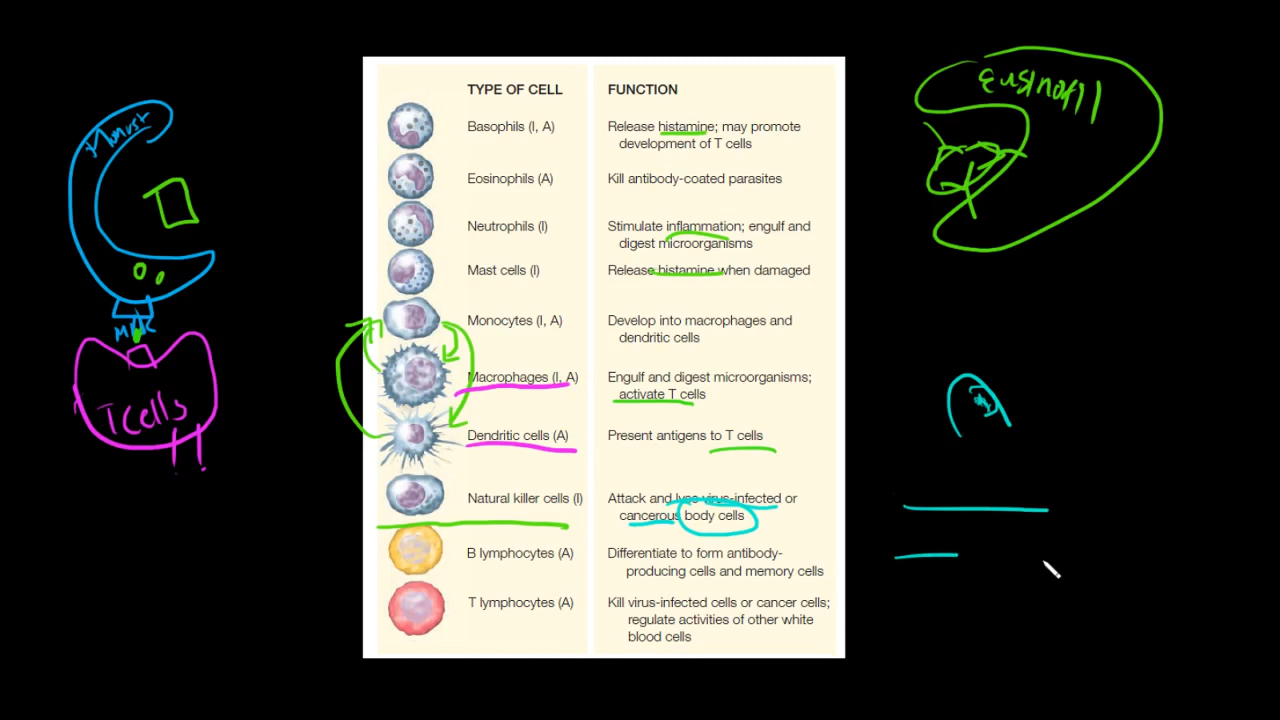 TYPE OF CELL FUNCTION
Basophils (I, A) Release histamine; may promote
development of T cells
Eosinophils (A) Kill antibody-coated parasites
Neutrophils (I) Stimulate inflammation; engulf and
digest microorganisms
Mast cells (I) Release histamine when damaged
Monocytes (I, A) Develop into macrophages and
dendritic cells
Macrophages (I, A) Engulf and digest microorganisms;
activate T cells
Dendritic cells (A) Present antigens to T cells
Natural killer cells (I) Attack and lyse virus-infected or
cancerous body cells
B lymphocytes (A) Differentiate to form antibody-
producing cells and memory cells
T lymphocytes (A) Kill virus-infected cells or cancer cells;
regulate activities of other white
blood cells
MHC
T cells
!!